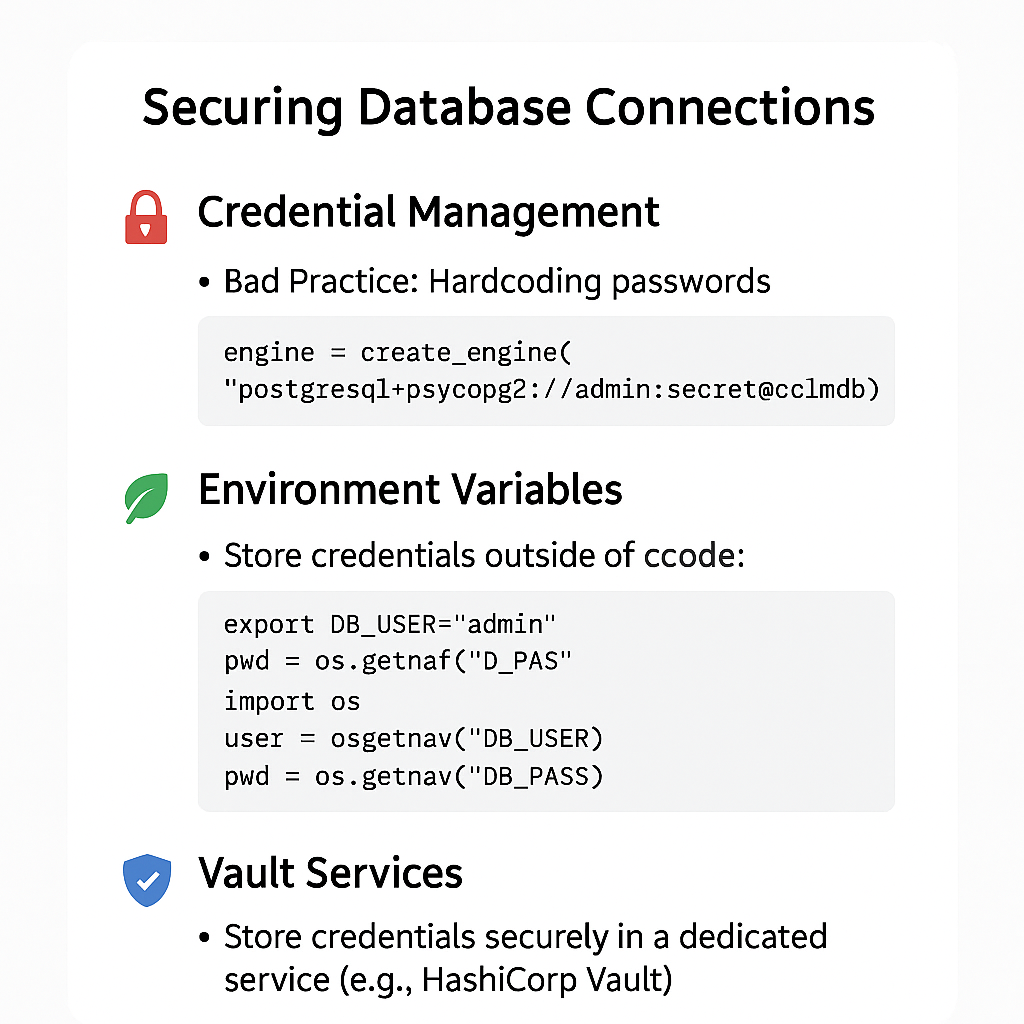 Securing Database Connections
Credential Management
• Bad Practice: Hardcoding passwords
engine = create_engine(
"postgresql+psycopg2://admin:secret@cclmdb)
Environment Variables
• Store credentials outside of ccode:
export DB_USER="admin"
pwd = os.getnaf("D_PAS"
import os
user = osgetnav("DB_USER)
pwd = os.getnav("DB_PASS)
Vault Services
• Store credentials securely in a dedicated
service (e.g., HashiCorp Vault)